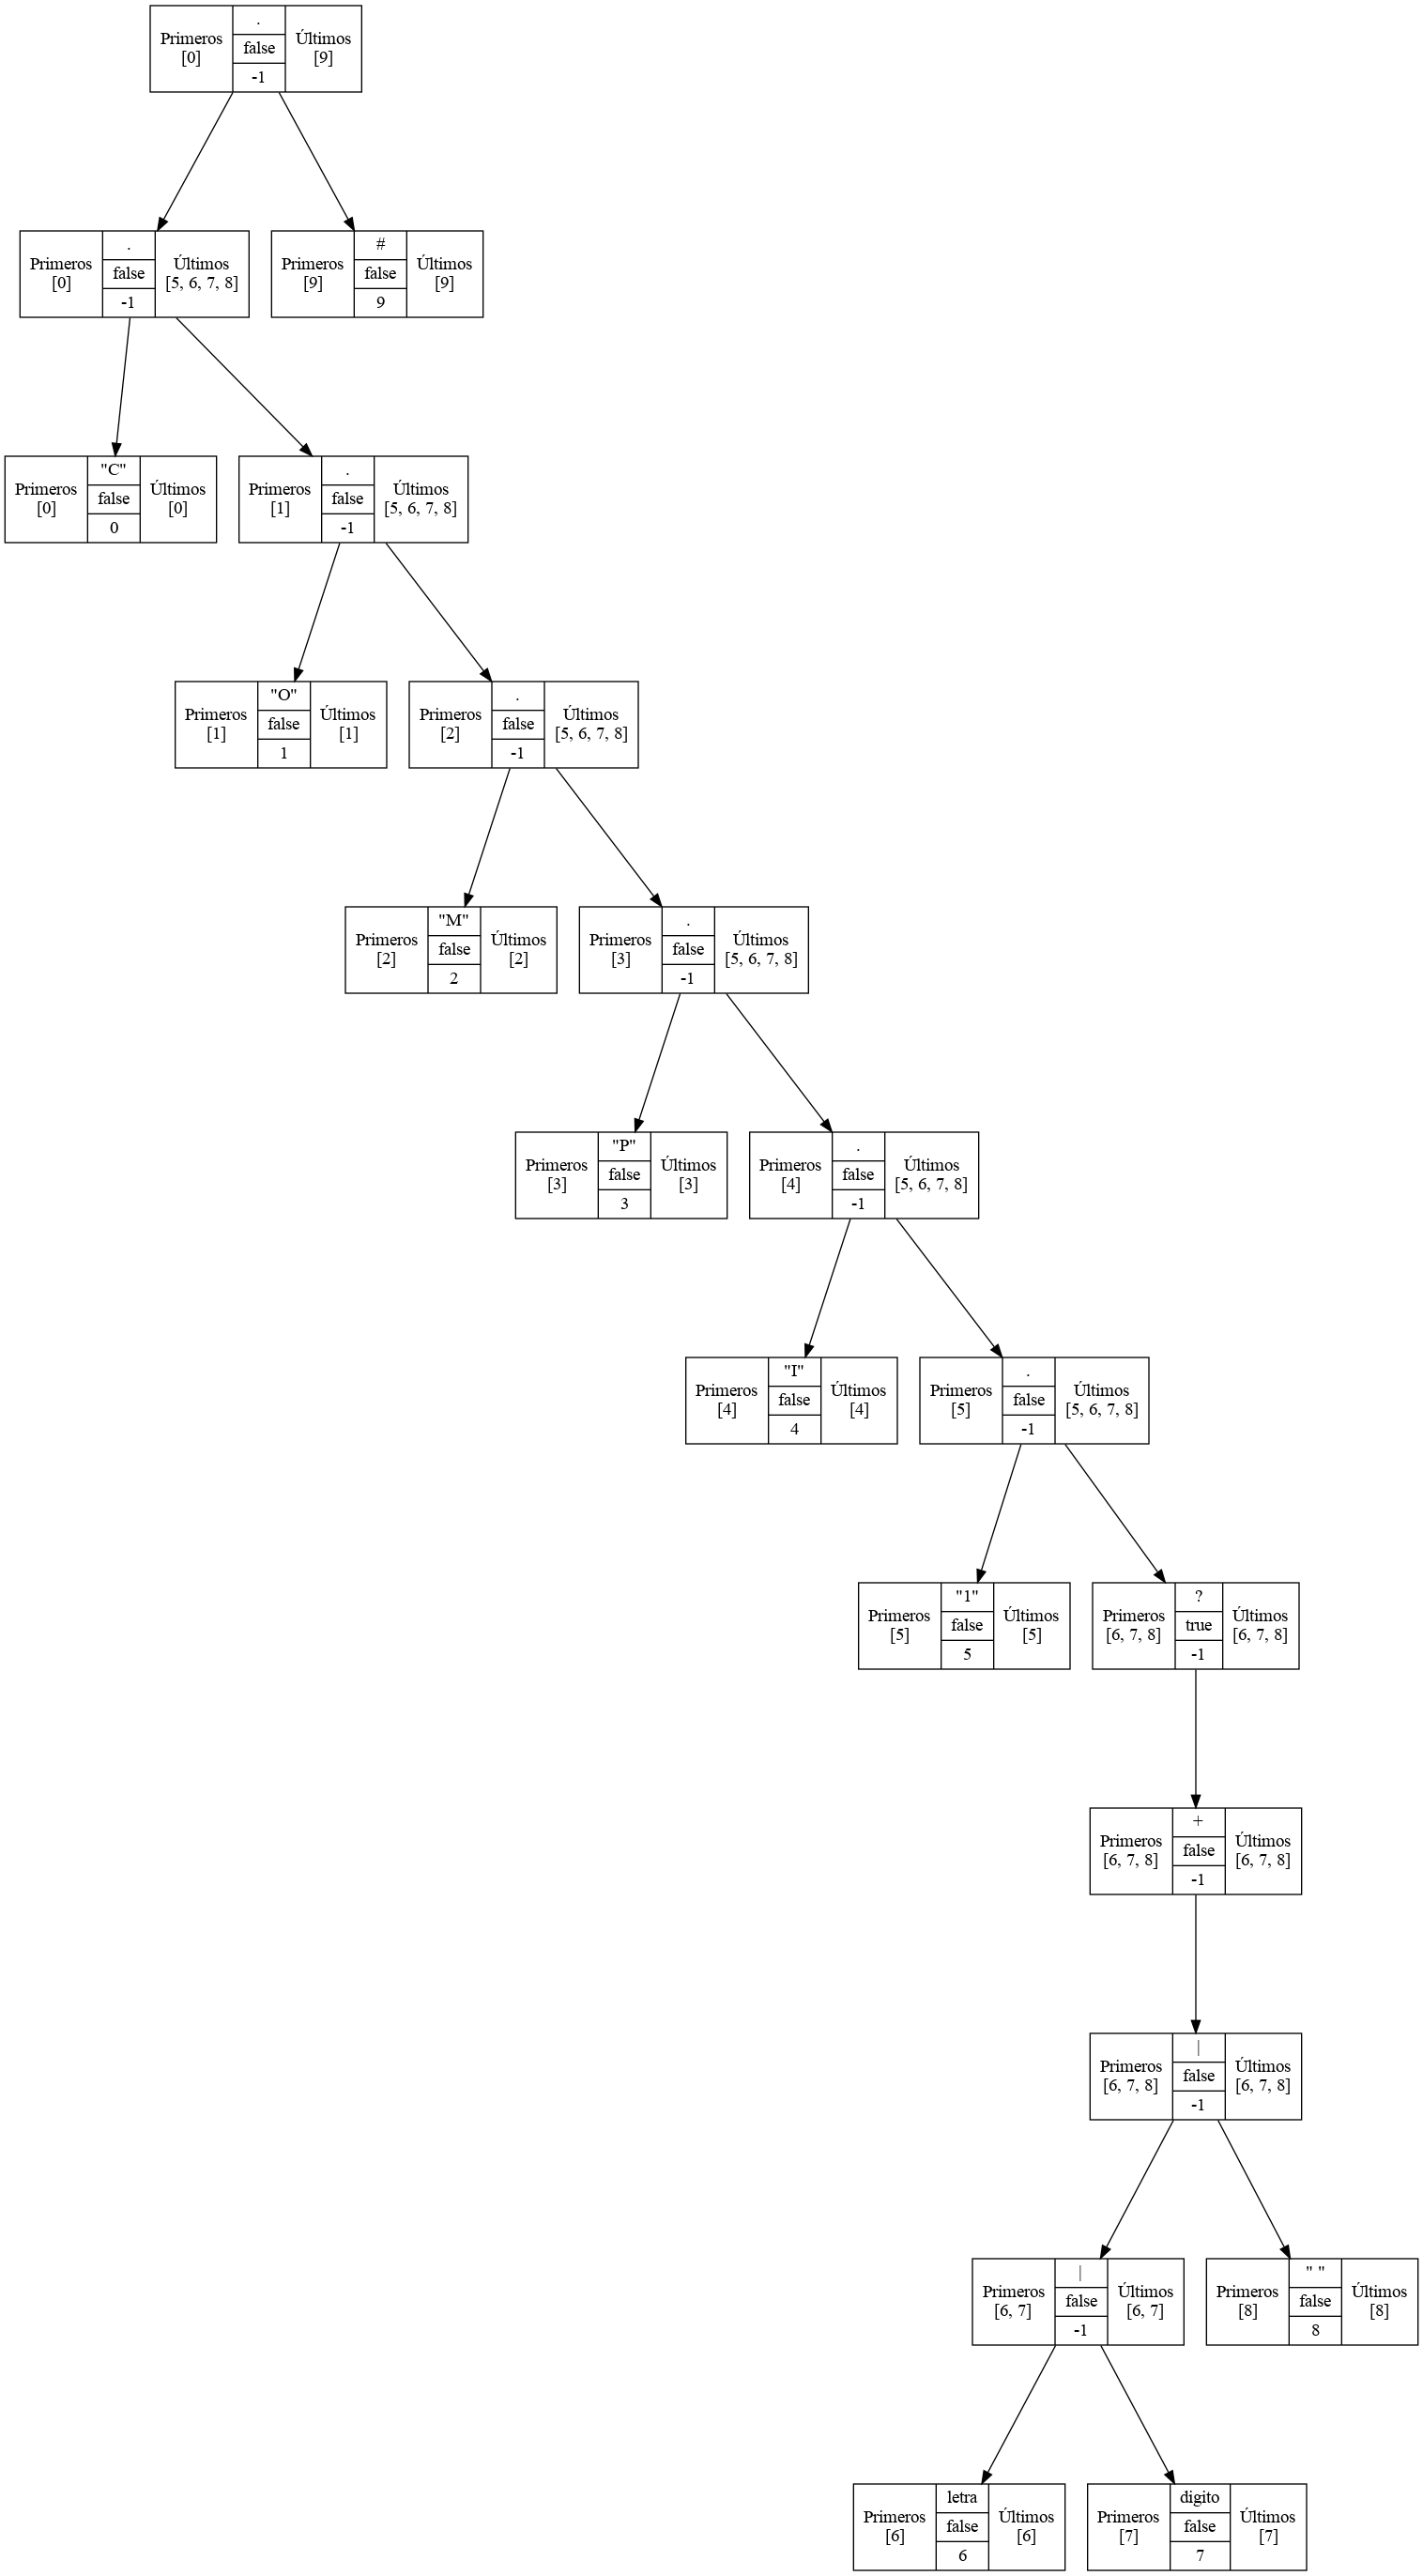 Primeros
[0]
.
false
-1
Últimos
[9]
Primeros
[0]
.
false
-1
Últimos
[5, 6, 7, 8]
Primeros
[9]
#
false
9
Últimos
[9]
Primeros
[0]
"C"
false
0
Últimos
[0]
Primeros
[1]
.
false
-1
Últimos
[5, 6, 7, 8]
Primeros
[1]
"O"
false
1
Últimos
[1]
Primeros
[2]
.
false
-1
Últimos
[5, 6, 7, 8]
Primeros
[2]
"M"
false
2
Últimos
[2]
Primeros
[3]
.
false
-1
Últimos
[5, 6, 7, 8]
Primeros
[3]
"P"
false
3
Últimos
[3]
Primeros
[4]
.
false
-1
Últimos
[5, 6, 7, 8]
Primeros
[4]
"I"
false
4
Últimos
[4]
Primeros
[5]
.
false
-1
Últimos
[5, 6, 7, 8]
Primeros
[5]
"1"
false
5
Últimos
[5]
Primeros
[6, 7, 8]
?
true
-1
Últimos
[6, 7, 8]
Primeros
[6, 7, 8]
+
false
-1
Últimos
[6, 7, 8]
Primeros
[6, 7, 8]
|
false
-1
Últimos
[6, 7, 8]
Primeros
[6, 7]
|
false
-1
Últimos
[6, 7]
Primeros
[8]
" "
false
8
Últimos
[8]
Primeros
[6]
letra
false
6
Últimos
[6]
Primeros
[7]
digito
false
7
Últimos
[7]